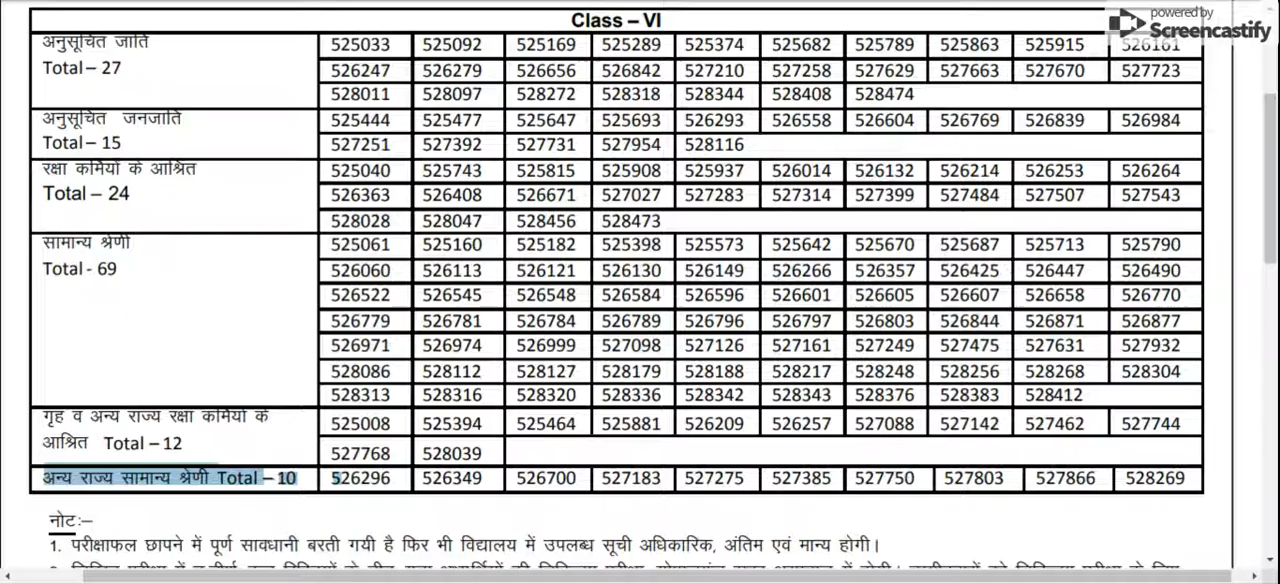 powered by
Screencastify
Class – VI
अनुसूचित जाति
Total – 27
525033 525092 525169 525289 525374 525682 525789 525863 525915 526161
526247 526279 526656 526842 527210 527258 527629 527663 527670 527723
528011 528097 528272 528318 528344 528408 528474
अनुसूचित जनजाति
Total – 15
525444 525477 525647 525693 526293 526558 526604 526769 526839 526984
527251 527392 527731 527954 528116
रक्षा कर्मियों के आश्रित
Total – 24
525040 525743 525815 525908 525937 526014 526132 526214 526253 526264
526363 526408 526671 527027 527283 527314 527399 527484 527507 527543
528028 528047 528456 528473
सामान्य श्रेणी
Total - 69
525061 525160 525182 525398 525573 525642 525670 525687 525713 525790
526060 526113 526121 526130 526149 526266 526357 526425 526447 526490
526522 526545 526548 526584 526596 526601 526605 526607 526658 526770
526779 526781 526784 526789 526796 526797 526803 526844 526871 526877
526971 526974 526999 527098 527126 527161 527249 527475 527631 527932
528086 528112 528127 528179 528188 528217 528248 528256 528268 528304
528313 528316 528320 528336 528342 528343 528376 528383 528412
गृह व अन्य राज्य रक्षा कर्मियों के
आश्रित Total – 12
525008 525394 525464 525881 526209 526257 527088 527142 527462 527744
527768 528039
अन्य राज्य सामान्य श्रेणी Total – 10 526296 526349 526700 527183 527275 527385 527750 527803 527866 528269
नोटः–
1. परीक्षाफल छापने में पूर्ण सावधानी बरती गयी है फिर भी विद्यालय में उपलब्ध सूची अधिकारिक, अंतिम एवं मान्य होगी।